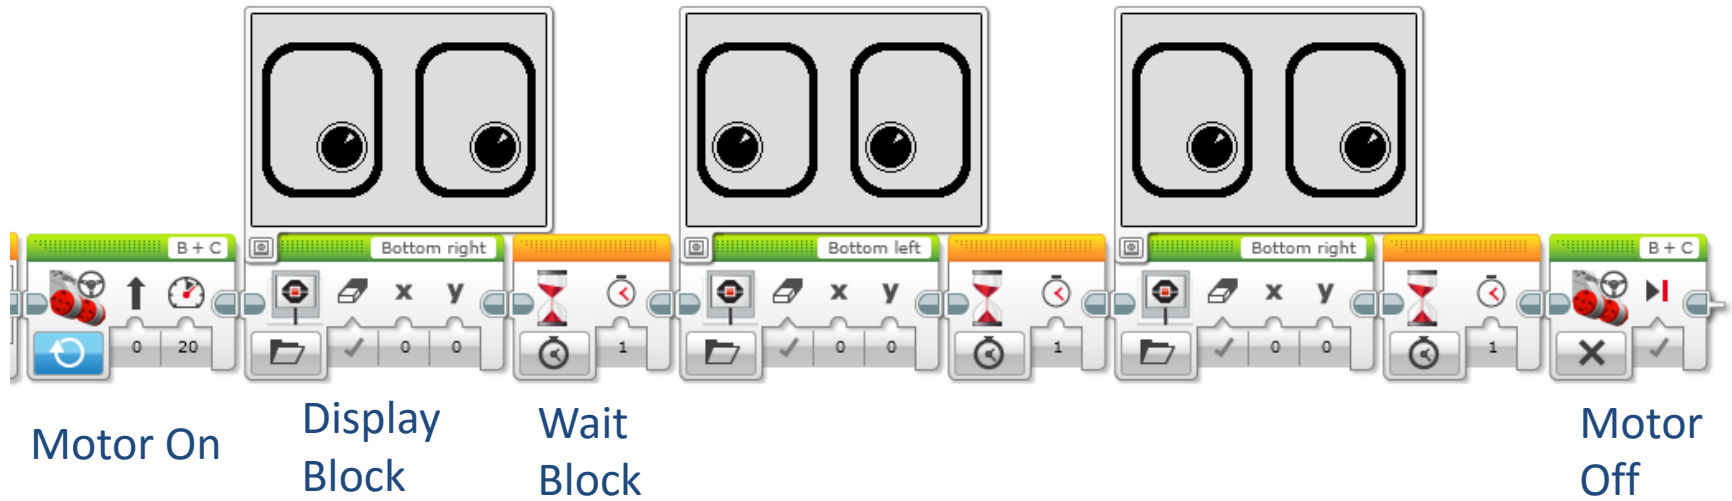 B + C
Bottom right
Bottom left
Bottom right
B + C
x y
x y
x y
0 20
0 0
1
0 0
1
0 0
1
Motor On
Display
Block
Wait
Block
Motor
Off